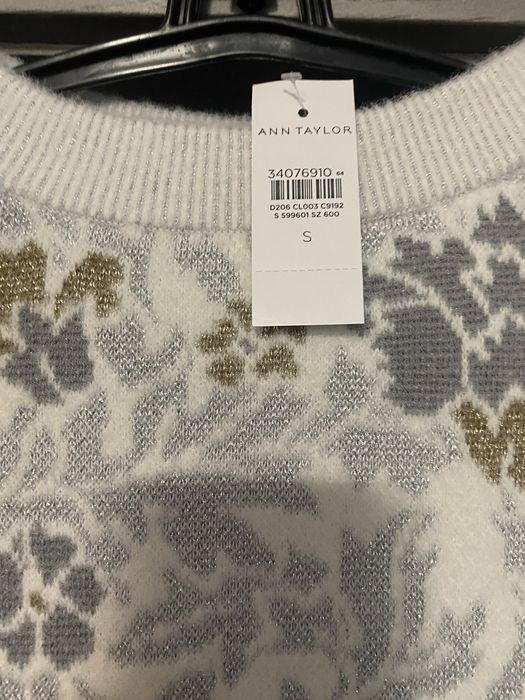 ANN TAYLOR
34076910 64
D206 CL003 C9192
S 599601 SZ 600
S